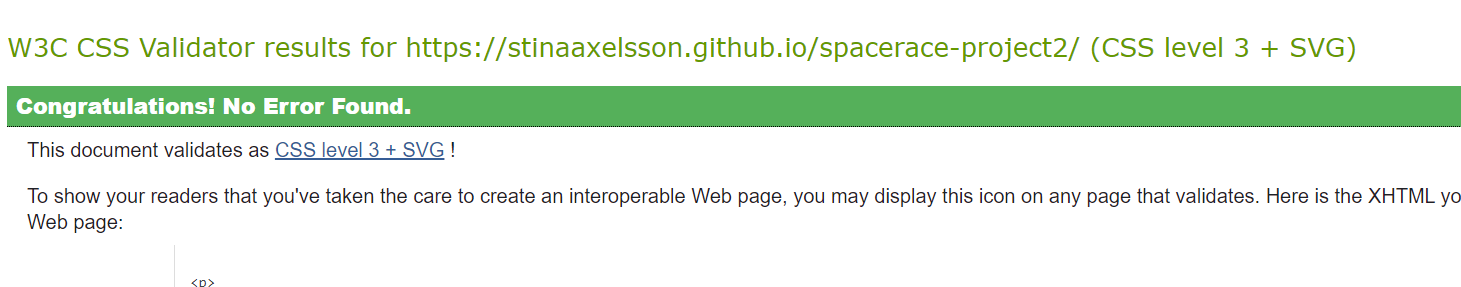 W3C CSS Validator results for https://stinaaxelsson.github.io/spacerace-project2/ (CSS level 3 + SVG)
Congratulations! No Error Found.
This document validates as CSS level 3 + SVG !
To show your readers that you've taken the care to create an interoperable Web page, you may display this icon on any page that validates. Here is the XHTML yo
Web page:
<p>